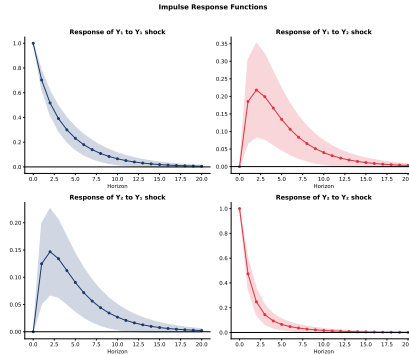 Impulse Response Functions
Response of Y₁ to Y₁ shock
1.0
0.8
0.6
0.4
0.2
0.0
0.0 2.5 5.0 7.5 10.0 12.5 15.0 17.5 20.0
Horizon
Response of Y₁ to Y₂ shock
0.35
0.30
0.25
0.20
0.15
0.10
0.05
0.00
0.0 2.5 5.0 7.5 10.0 12.5 15.0 17.5 20.0
Horizon
Response of Y₂ to Y₁ shock
0.20
0.15
0.10
0.05
0.00
0.0 2.5 5.0 7.5 10.0 12.5 15.0 17.5 20.0
Horizon
Response of Y₂ to Y₂ shock
1.0
0.8
0.6
0.4
0.2
0.0
0.0 2.5 5.0 7.5 10.0 12.5 15.0 17.5 20.0
Horizon